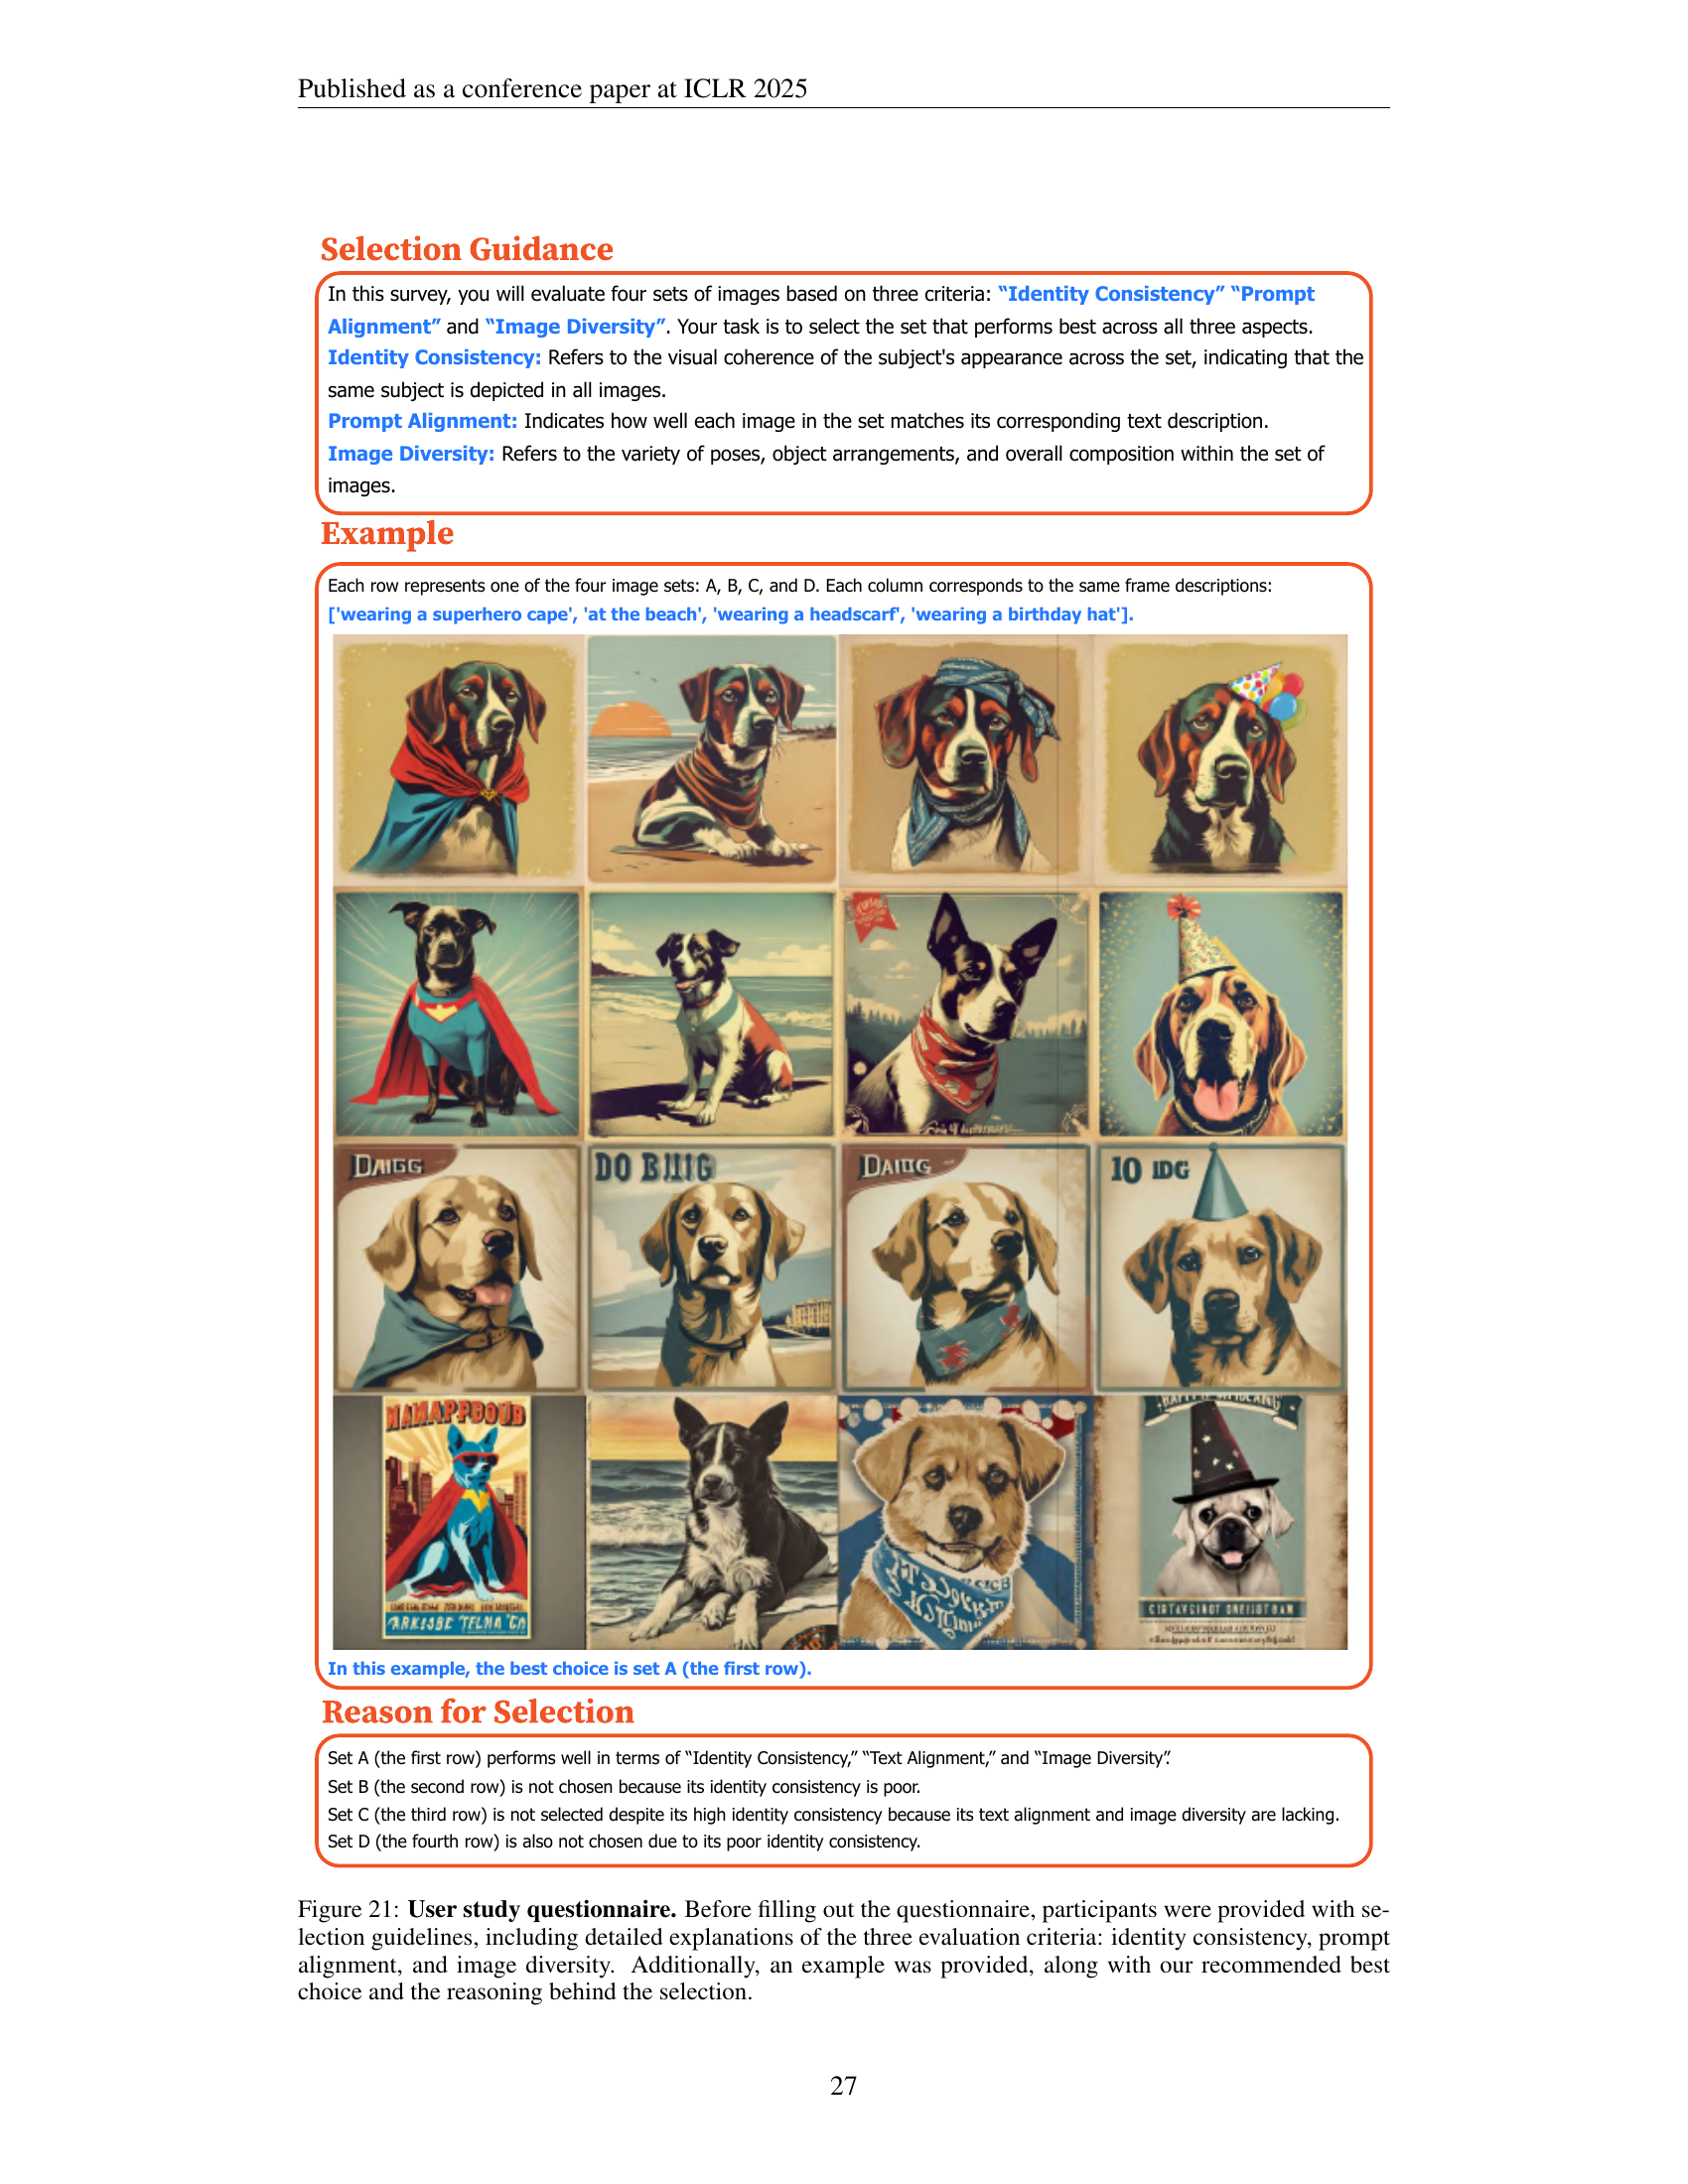 Published as a conference paper at ICLR 2025
Selection Guidance
In this survey, you will evaluate four sets of images based on three criteria: “Identity Consistency” “Prompt
Alignment” and “Image Diversity”. Your task is to select the set that performs best across all three aspects.
Identity Consistency: Refers to the visual coherence of the subject's appearance across the set, indicating that the
same subject is depicted in all images.
Prompt Alignment: Indicates how well each image in the set matches its corresponding text description.
Image Diversity: Refers to the variety of poses, object arrangements, and overall composition within the set of
images.
Example
Each row represents one of the four image sets: A, B, C, and D. Each column corresponds to the same frame descriptions:
['wearing a superhero cape', 'at the beach', 'wearing a headscarf', 'wearing a birthday hat'].
DAIGG
DO BIIIG
DAIUG
10 IDG
In this example, the best choice is set A (the first row).
Reason for Selection
Set A (the first row) performs well in terms of “Identity Consistency,” “Text Alignment,” and “Image Diversity”.
Set B (the second row) is not chosen because its identity consistency is poor.
Set C (the third row) is not selected despite its high identity consistency because its text alignment and image diversity are lacking.
Set D (the fourth row) is also not chosen due to its poor identity consistency.
Figure 21: User study questionnaire. Before filling out the questionnaire, participants were provided with se-
lection guidelines, including detailed explanations of the three evaluation criteria: identity consistency, prompt
alignment, and image diversity. Additionally, an example was provided, along with our recommended best
choice and the reasoning behind the selection.
27